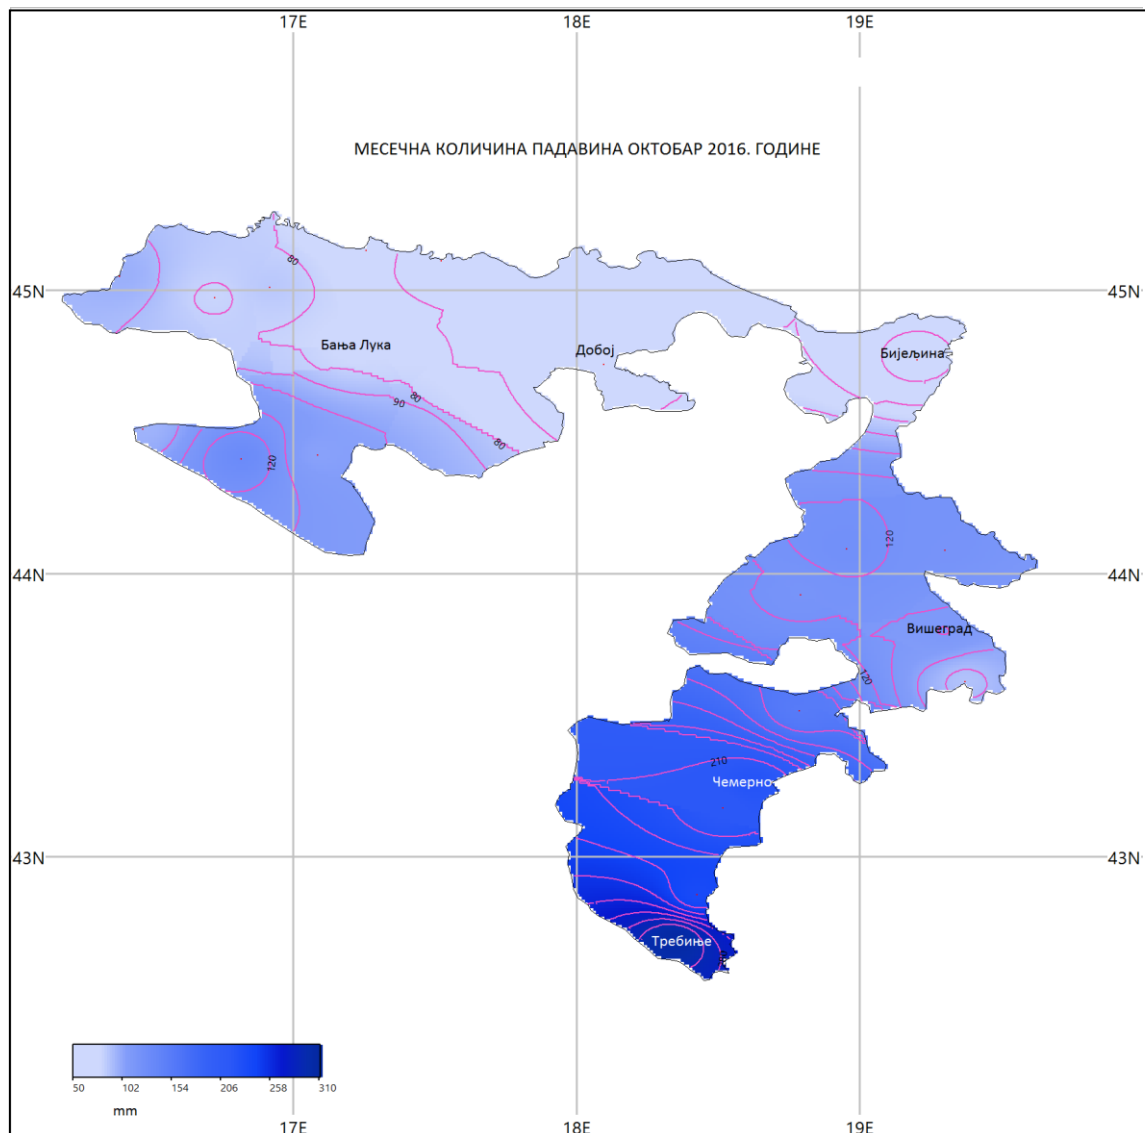 17E 18E 19E
МЕСЕЧНА КОЛИЧИНА ПАДАВИНА ОКТОБАР 2016. ГОДИНЕ
80
45N 45N
Бања Лука Добој Бијељина
80
90
80
120
120
44N 44N
Вишеград
120
210
Чемерно
43N 43N
Требиње
50 102 154 206 258 310
mm
17E 18E 19E